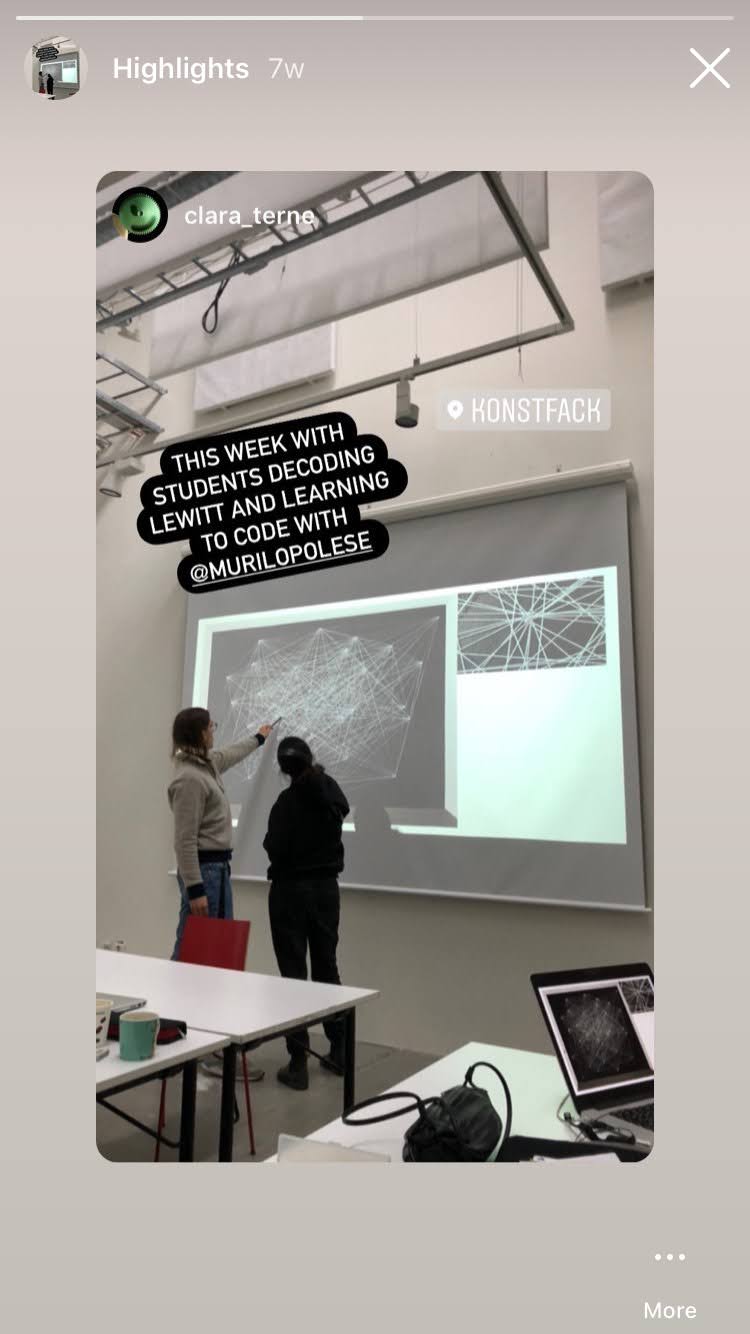 Highlights 7w
clara_terne
KONSTFACK
THIS WEEK WITH
STUDENTS DECODING
LEWITT AND LEARNING
TO CODE WITH
@MURILOPOLESE
More